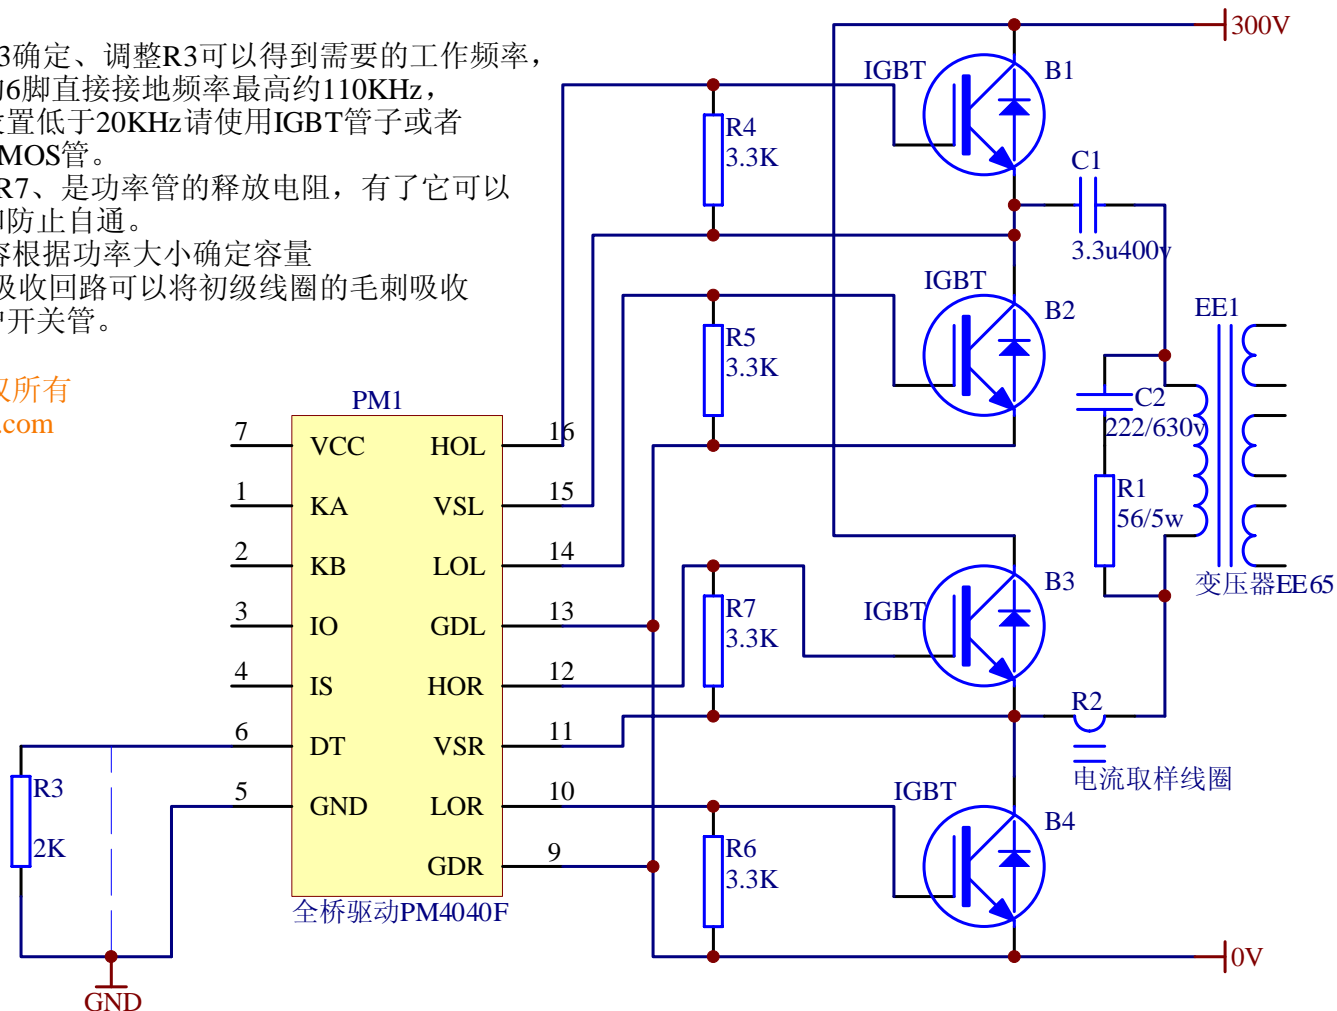 3确定、调整R3可以得到需要的工作频率,
6脚直接接地频率最高约110KHz,
置低于20KHz请使用IGBT管子或者
MOS管。
R7、是功率管的释放电阻，有了它可以
防止自通。
根据功率大小确定容量
吸收回路可以将初级线圈的毛刺吸收
开关管。
所有
.com
300V
IGBT
B1
R4
3.3K
C1
3.3u400v
IGBT
B2
R5
3.3K
EE1
C2
222/630v
R1
56/5w
变压器EE65
PM1
7 VCC HOL 16
1 KA VSL 15
2 KB LOL 14
3 IO GDL 13
4 IS HOR 12
6 DT VSR 11
5 GND LOR 10
GDR 9
全桥驱动PM4040F
R7
3.3K
IGBT
B3
R2
电流取样线圈
R3
2K
GND
R6
3.3K
IGBT
B4
0V